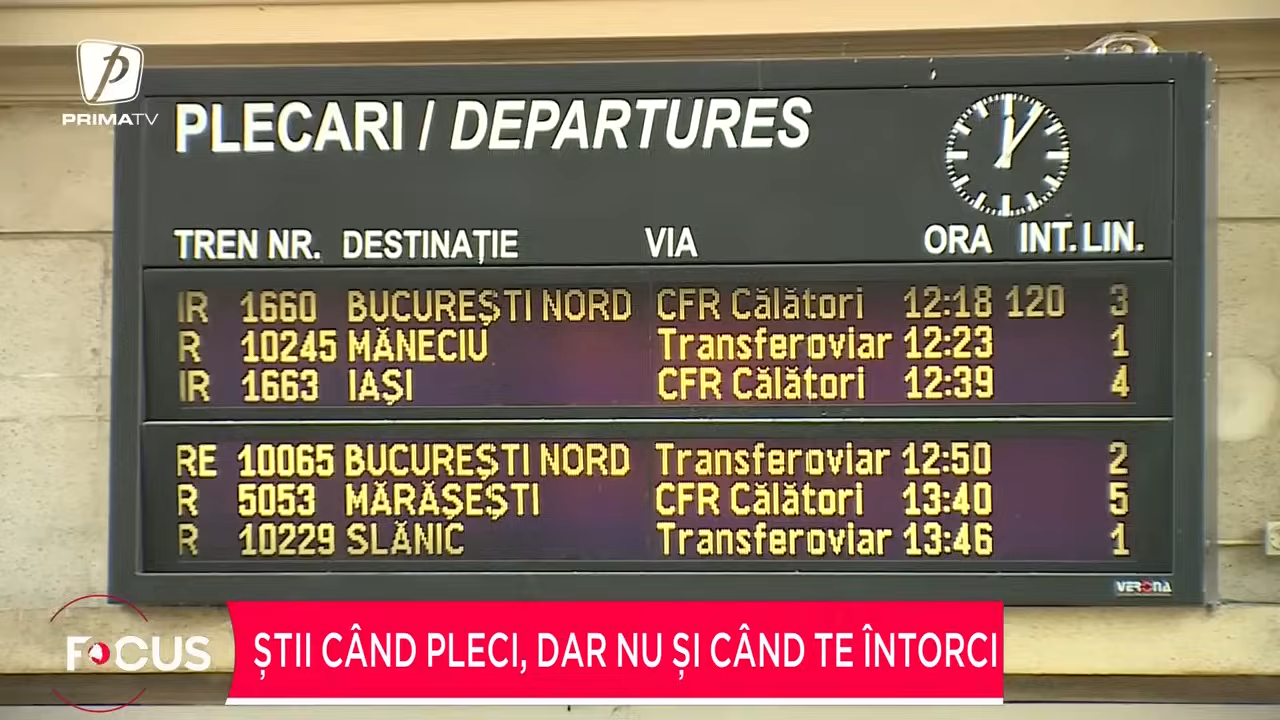 PRIMATV
PLECARI / DEPARTURES
TREN NR. DESTINAȚIE VIA ORA INT. LIN.
IR 1660 BUCUREȘTI NORD CFR Călători 12:18 120 3
R 10245 MĂNECIU Transferoviar 12:23 1
IR 1663 IAȘI CFR Călători 12:39 4
RE 10065 BUCUREȘTI NORD Transferoviar 12:50 2
R 5053 MĂRĂȘEȘTI CFR Călători 13:40 5
R 10229 SLĂNIC Transferoviar 13:46 1
VERONA
FOCUS
ȘTII CÂND PLECI, DAR NU ȘI CÂND TE ÎNTORCI